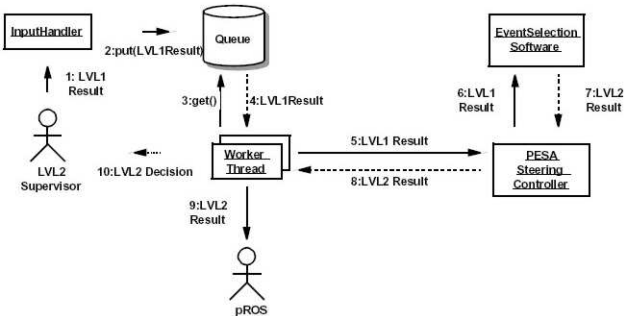 InputHandler
2:put(LVL1Result)
Queue
EventSelection
Software
1: LVL1
Result
3:get()
4:LVL1Result
6:LVL1
Result
7:LVL2
Result
LVL2
Supervisor
10:LVL2 Decision
Worker
Thread
5:LVL1 Result
8:LVL2 Result
PESA
Steering
Controller
9:LVL2
Result
pROS